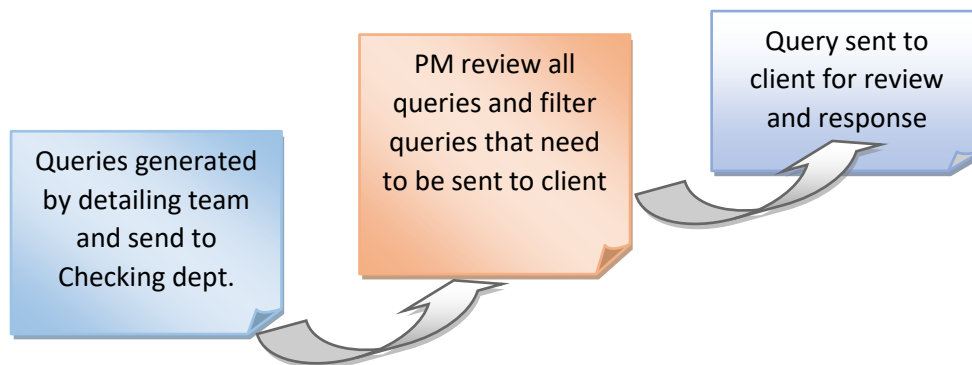 Queries generated
by detailing team
and send to
Checking dept.
PM review all
queries and filter
queries that need
to be sent to client
Query sent to
client for review
and response